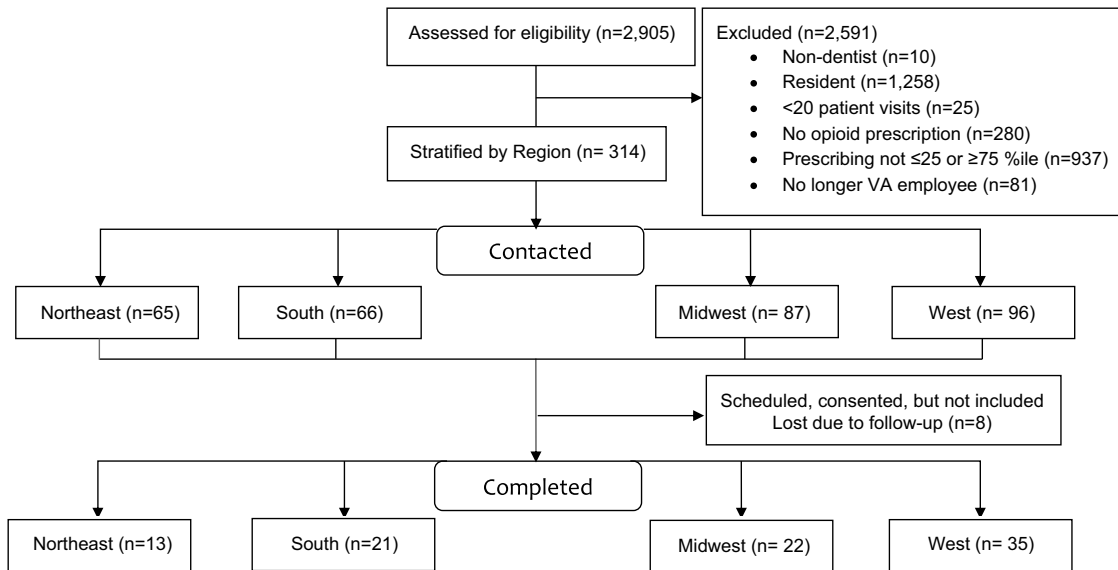 Assessed for eligibility (n=2,905)
Excluded (n=2,591)
• Non-dentist (n=10)
• Resident (n=1,258)
• <20 patient visits (n=25)
• No opioid prescription (n=280)
• Prescribing not ≤25 or ≥75 %ile (n=937)
• No longer VA employee (n=81)
Stratified by Region (n= 314)
Contacted
Northeast (n=65)
South (n=66)
Midwest (n= 87)
West (n= 96)
Scheduled, consented, but not included
Lost due to follow-up (n=8)
Completed
Northeast (n=13)
South (n=21)
Midwest (n= 22)
West (n= 35)